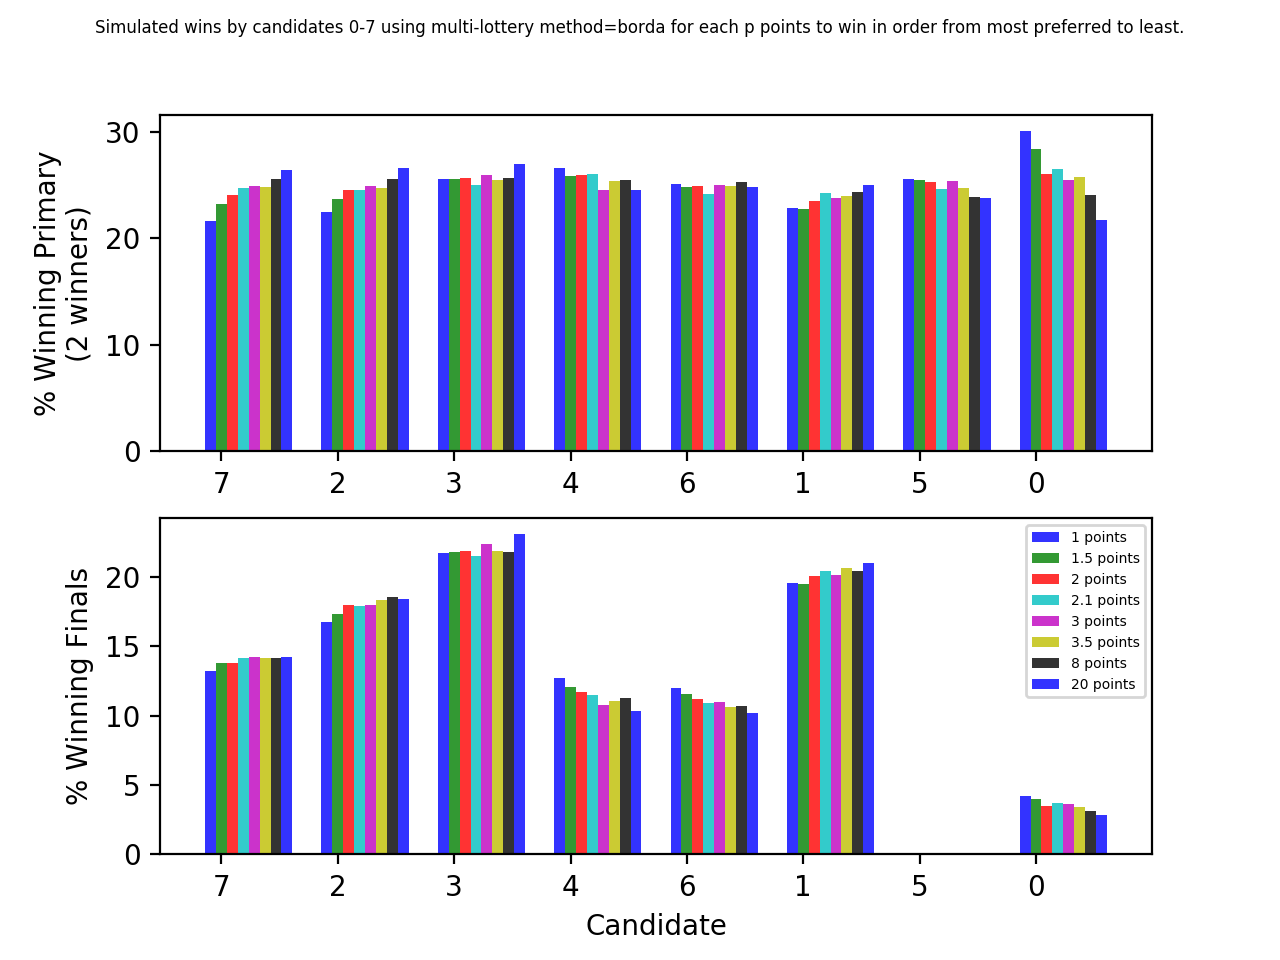 Simulated wins by candidates 0-7 using multi-lottery method=borda for each p points to win in order from most preferred to least.
% Winning Primary
(2 winners)
30
20
10
0
7 2 3 4 6 1 5 0
% Winning Finals
20
15
10
5
0
1 points
1.5 points
2 points
2.1 points
3 points
3.5 points
8 points
20 points
7 2 3 4 6 1 5 0
Candidate